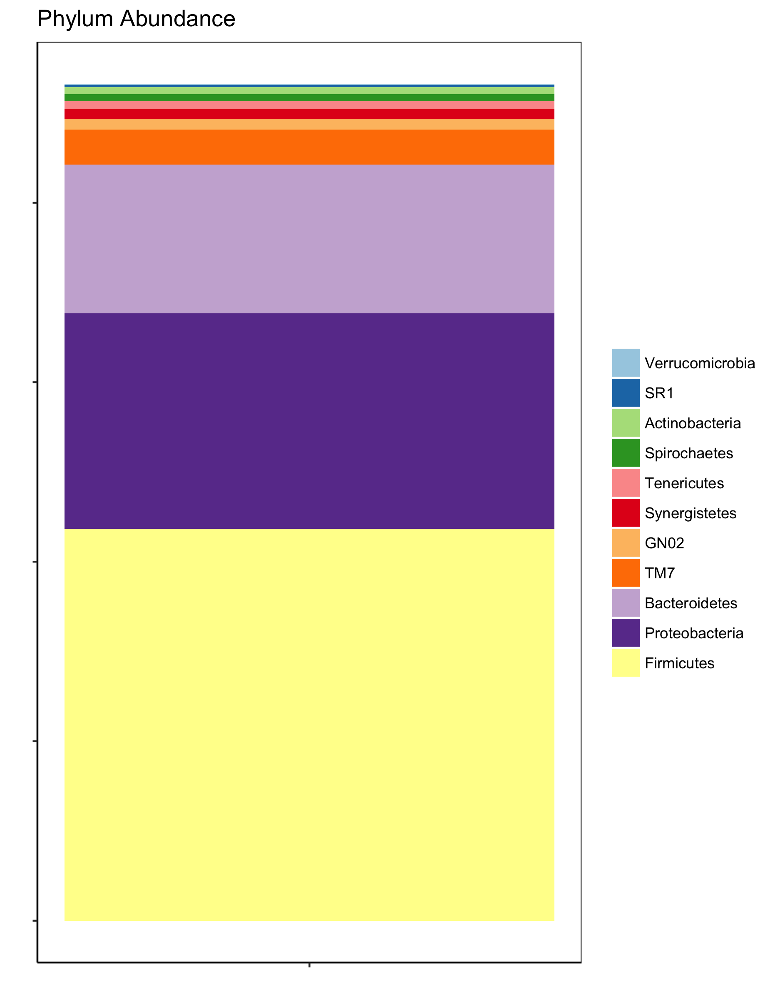 Phylum Abundance
Verrucomicrobia
SR1
Actinobacteria
Spirochaetes
Tenericutes
Synergistetes
GN02
TM7
Bacteroidetes
Proteobacteria
Firmicutes